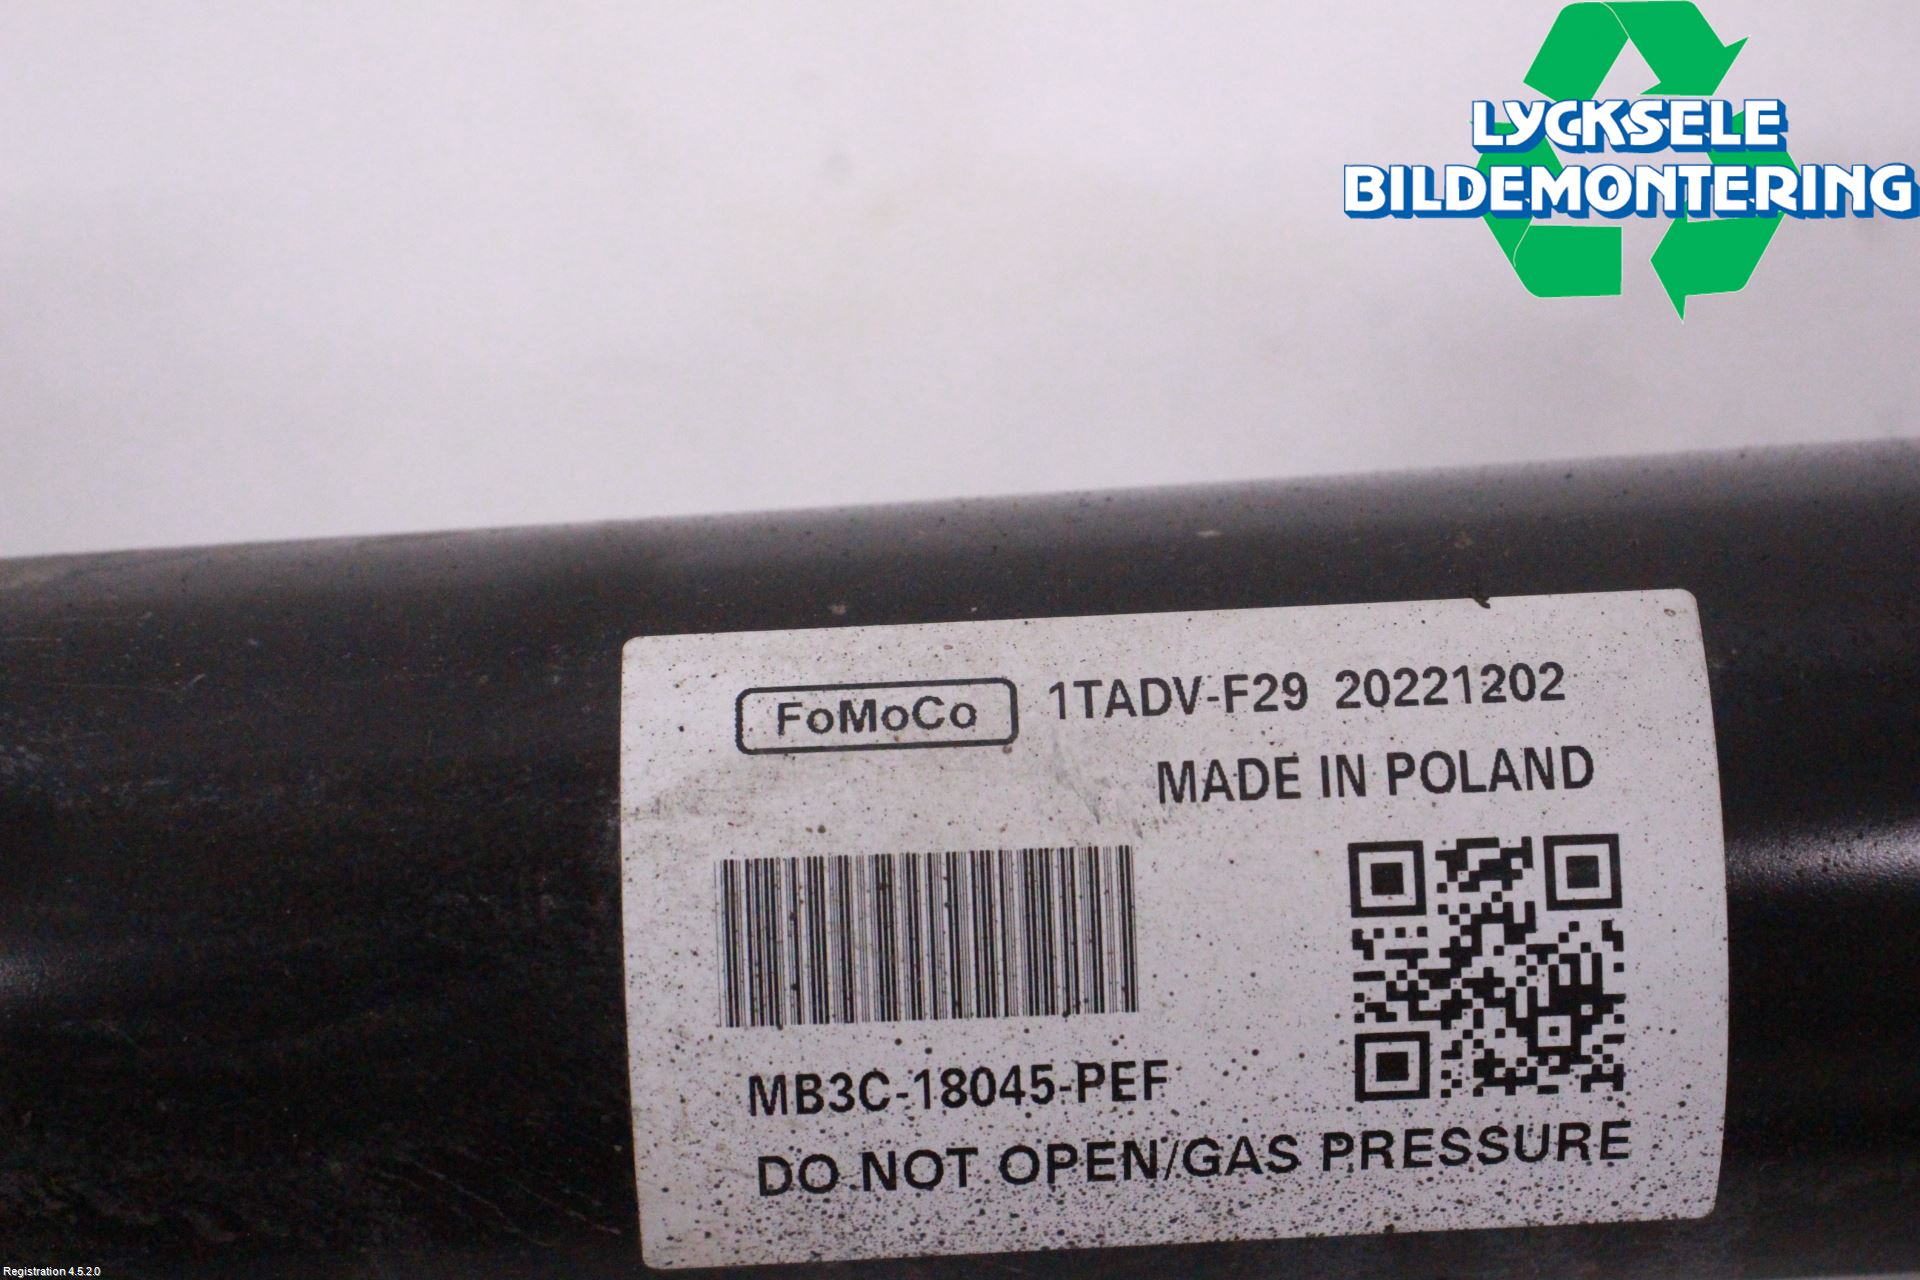 LYCKSELE
BILDEMONTERING
FoMoCo 1TADV-F29 20221202
MADE IN POLAND
MB3C-18045-PEF
DO NOT OPEN/GAS PRESSURE
Registration 4.5.2.0